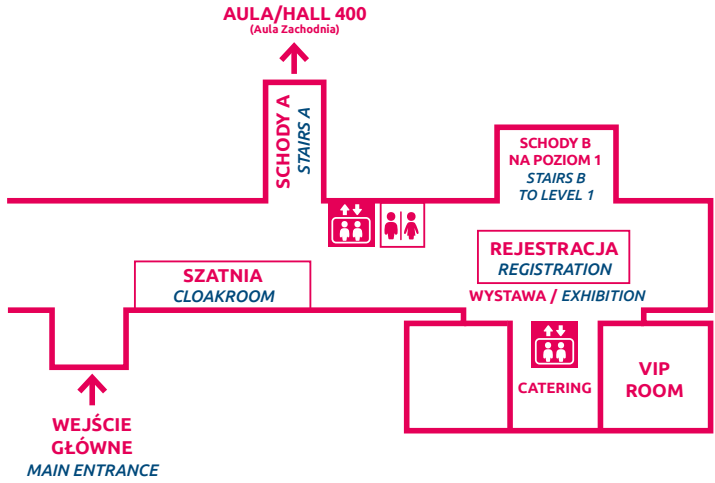 AULA/HALL 400
(Aula Zachodnia)
SCHODY A
STAIRS A
SCHODY B
NA POZIOM 1
STAIRS B
TO LEVEL 1
REJESTRACJA
REGISTRATION
WYSTAWA / EXHIBITION
SZATNIA
CLOAKROOM
CATERING
VIP
ROOM
WEJŚCIE
GŁÓWNE
MAIN ENTRANCE